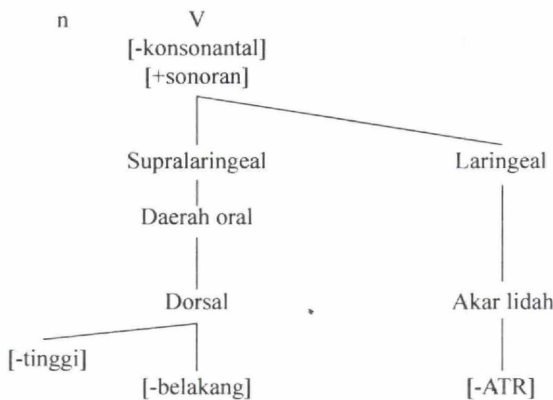 n V
[-konsonantal]
[+sonoran]
Supralaringeal Laringeal
Daerah oral
Dorsal Akar lidah
[-tinggi]
[-belakang] [-ATR]